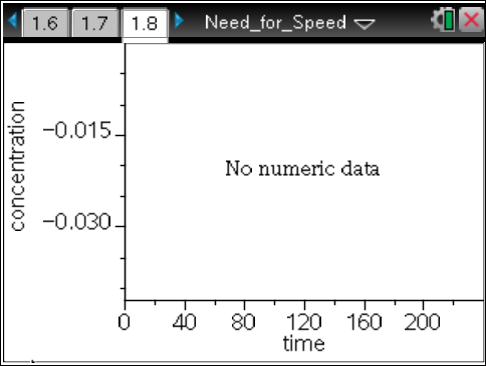 1.6 1.7 1.8 Need_for_Speed
concentration
-0.015
No numeric data
-0.030
0 40 80 120 160 200
time